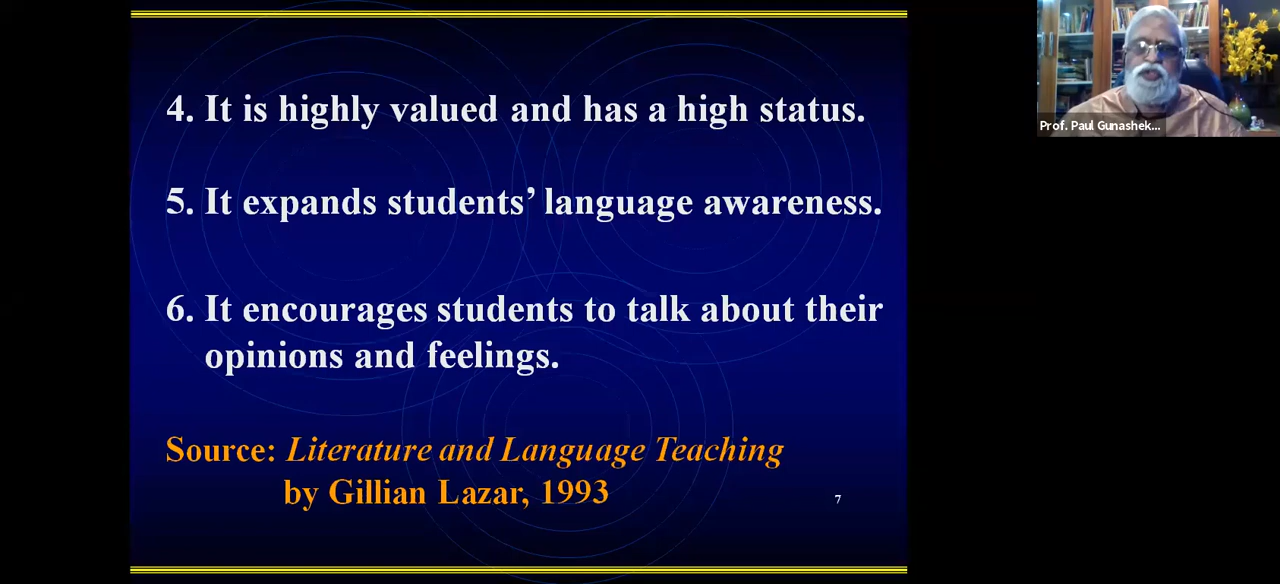 4. It is highly valued and has a high status.
5. It expands students’ language awareness.
6. It encourages students to talk about their
opinions and feelings.
Source: Literature and Language Teaching
by Gillian Lazar, 1993
7
Prof. Paul Gunashek...